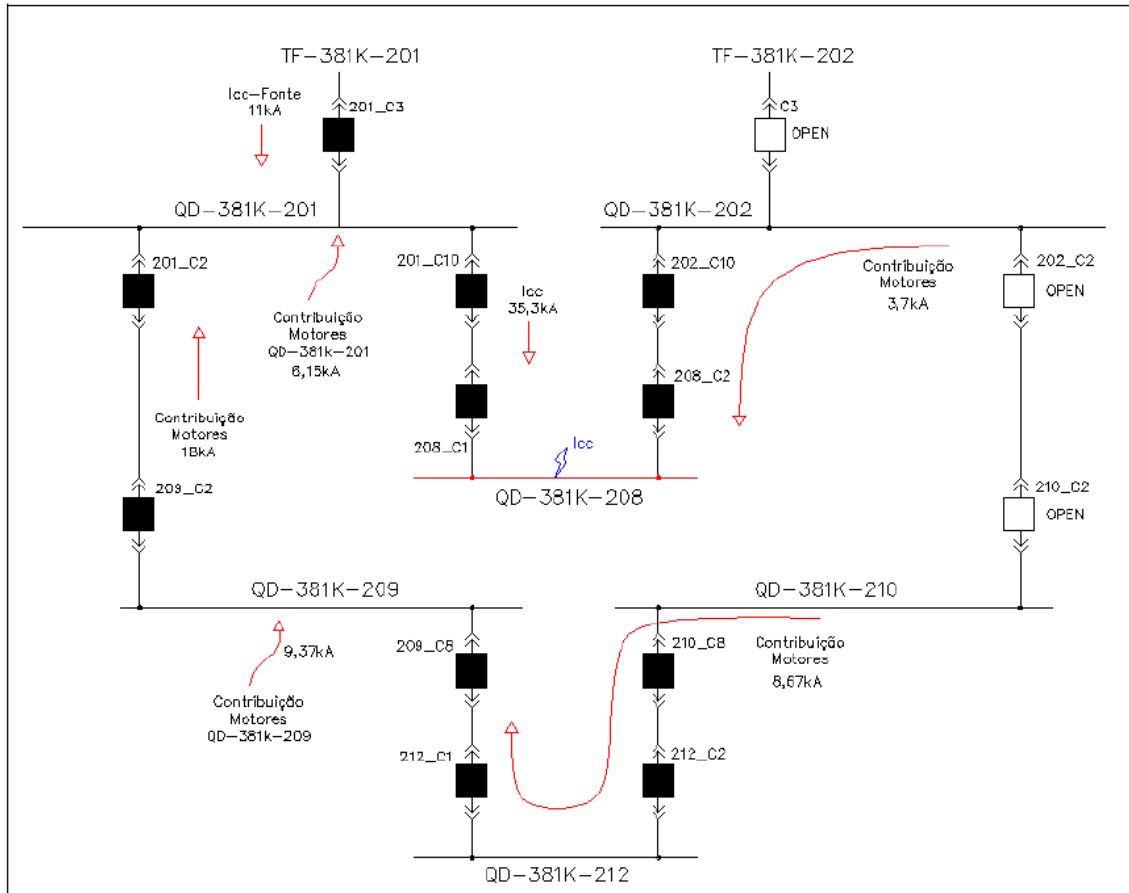 TF-381K-201
TF-381K-202
Icc-Fonte
11kA
201_C3
C3
OPEN
QD-381K-201
QD-381K-202
201_C2
201_C10
202_C10
202_C2
OPEN
Contribuição
Motores
3,7kA
Icc
35,3kA
Contribuição
Motores
QD-381k-201
6,15kA
Contribuição
Motores
18kA
208_C2
208_C1
Icc
QD-381K-208
209_C2
210_C2
OPEN
QD-381K-209
QD-381K-210
9,37kA
Contribuição
Motores
QD-381k-209
209_C8
210_C8
Contribuição
Motores
8,67kA
212_C1
212_C2
QD-381K-212